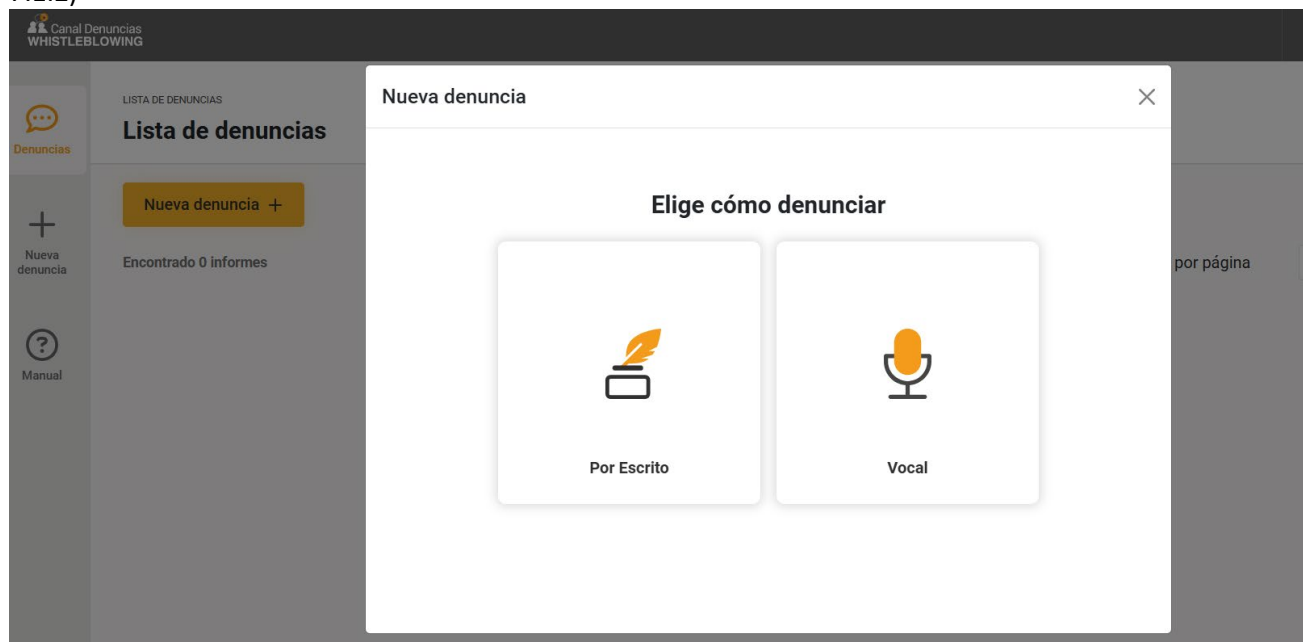 Canal Denuncias
WHISTLEBLOWING
Denuncias
Nueva
denuncia
Manual
LISTA DE DENUNCIAS
Lista de denuncias
Nueva denuncia +
Encontrado 0 informes
por página
Nueva denuncia
Elige cómo denunciar
Por Escrito
Vocal